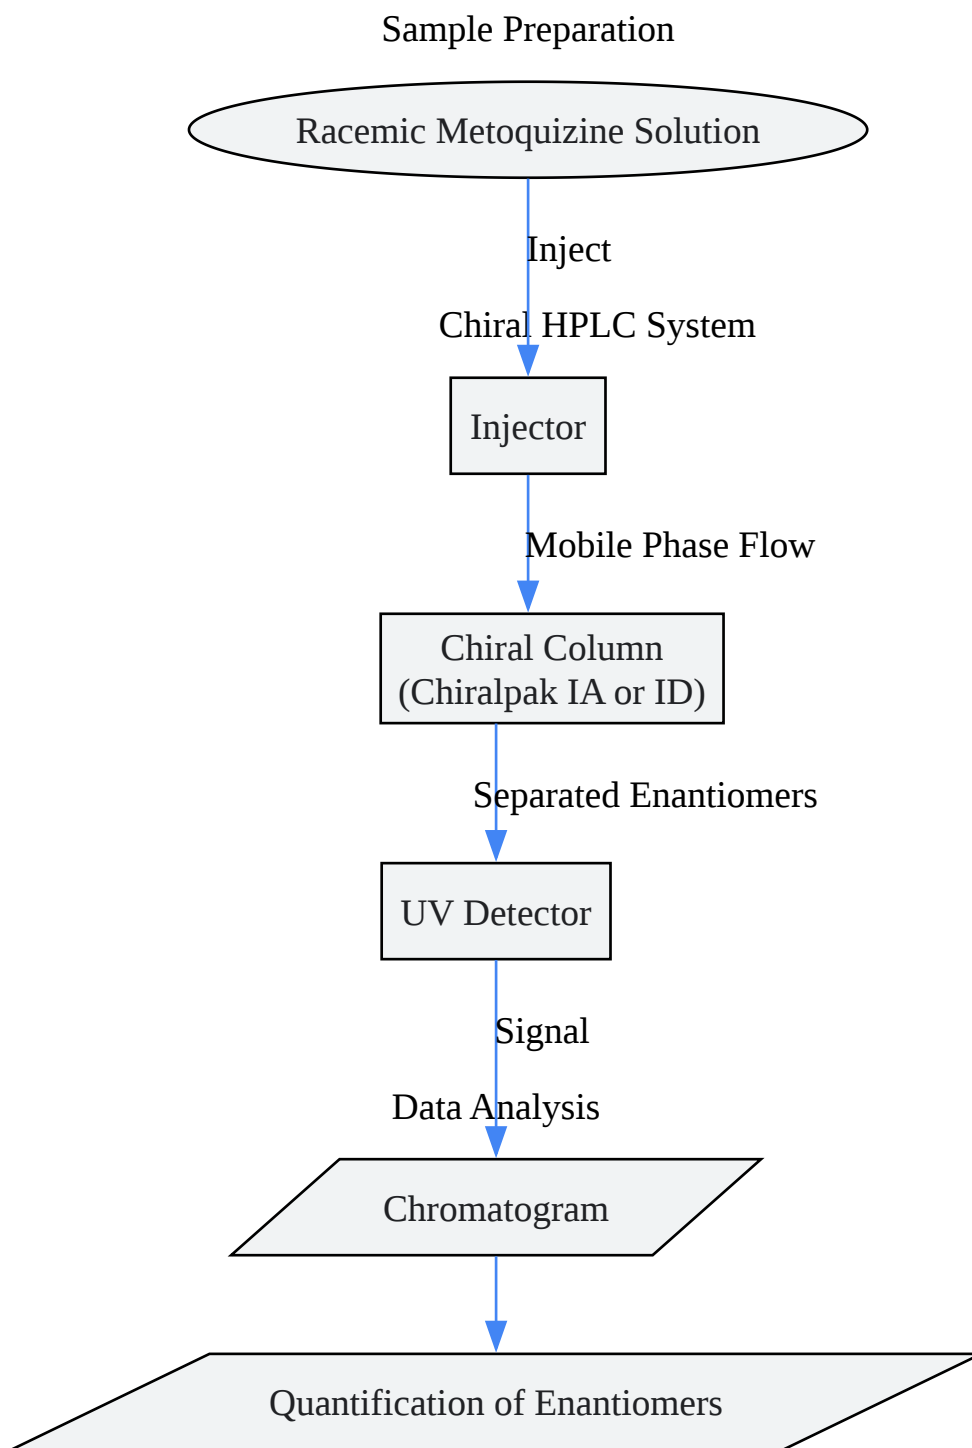 Sample Preparation
Racemic Metoquizine Solution
Inject
Chiral HPLC System
Injector
Mobile Phase Flow
Chiral Column
(Chiralpak IA or ID)
Separated Enantiomers
UV Detector
Signal
Data Analysis
Chromatogram
Quantification of Enantiomers